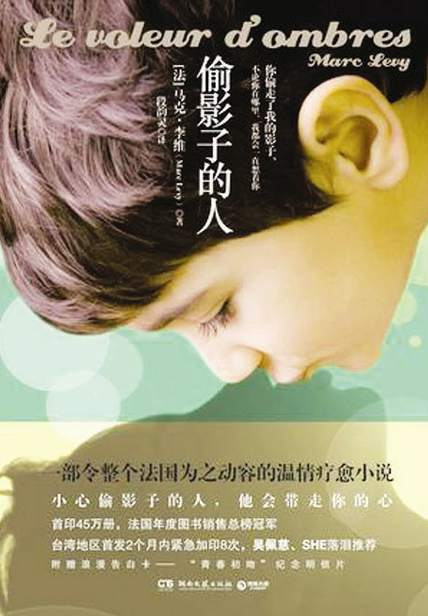 Le voleur d'ombres
Marc Levy
你偷走了我的影子，
不论你在哪里，我都会一直想着你
偷影子的人
［法］马克·李维（Marc Levy）著
段韵灵 译
一部令整个法国为之动容的温情疗愈小说
小心偷影子的人，他会带走你的心
首印45万册，法国年度图书销售总榜冠军
台湾地区首发2个月内紧急加印8次，吴佩慈、SHE落泪推荐
附赠浪漫告白卡——“青春初吻”纪念明信片
湖南文艺出版社
博集天卷